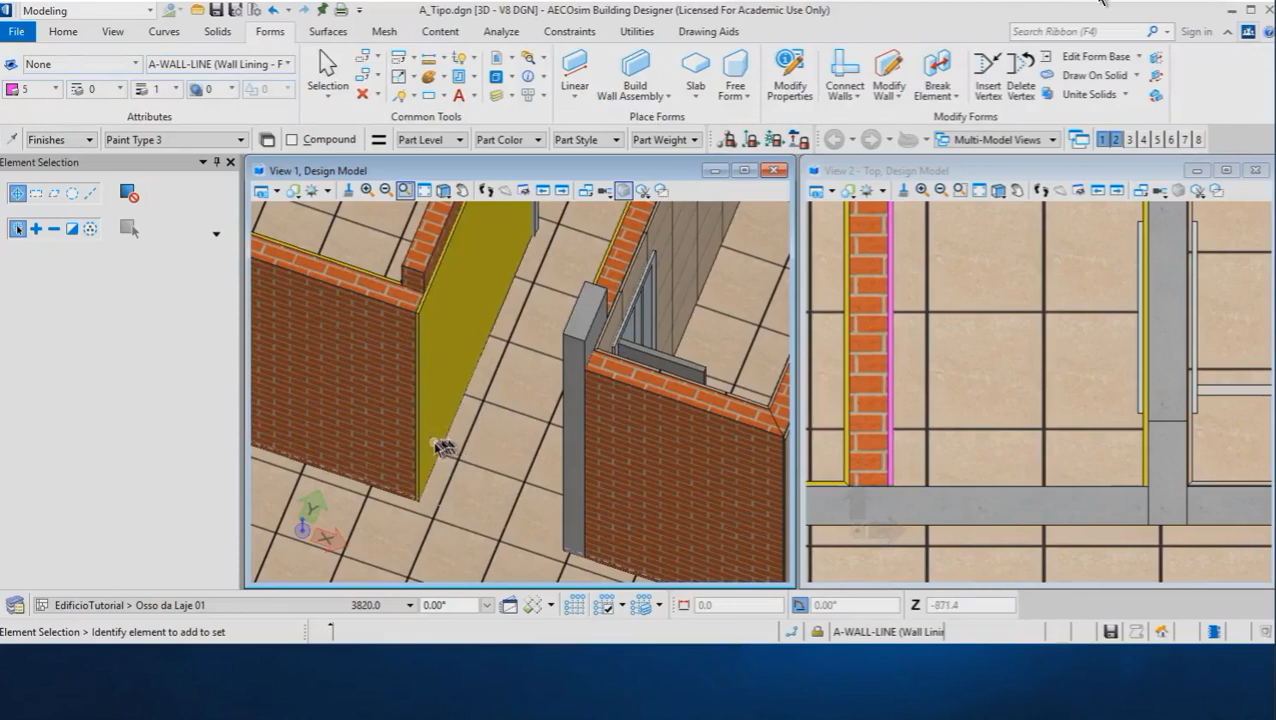 Modeling
A_Tipo.dgn [3D - V8 DGN] - AECOsim Building Designer (Licensed For Academic Use Only)
File Home View Curves Solids Forms Surfaces Mesh Content Analyze Constraints Utilities Drawing Aids
Search Ribbon (F4)
Sign in
None
A-WALL-LINE (Wall Lining - F
5 0 1 0 0
Attributes
Selection
Common Tools
Linear
Build Wall Assembly
Slab
Free Form
Place Forms
Modify Properties
Connect Walls
Modify Wall
Break Element
Insert Vertex
Delete Vertex
Edit Form Base
Join On Solid
Unite Solids
Modify Forms
Finishes
Paint Type 3
Compound
Part Level
Part Color
Part Style
Part Weight
Multi-Model Views
1 2 3 4 5 6 7 8
Element Selection
View 1, Design Model
View 2 - Top, Design Model
Y
X
EdificioTutorial > Osso da Laje 01
3820.0
0.00°
0.0
0.00°
Z
-871.4
Element Selection > Identify element to add to set
A-WALL-LINE (Wall Linin